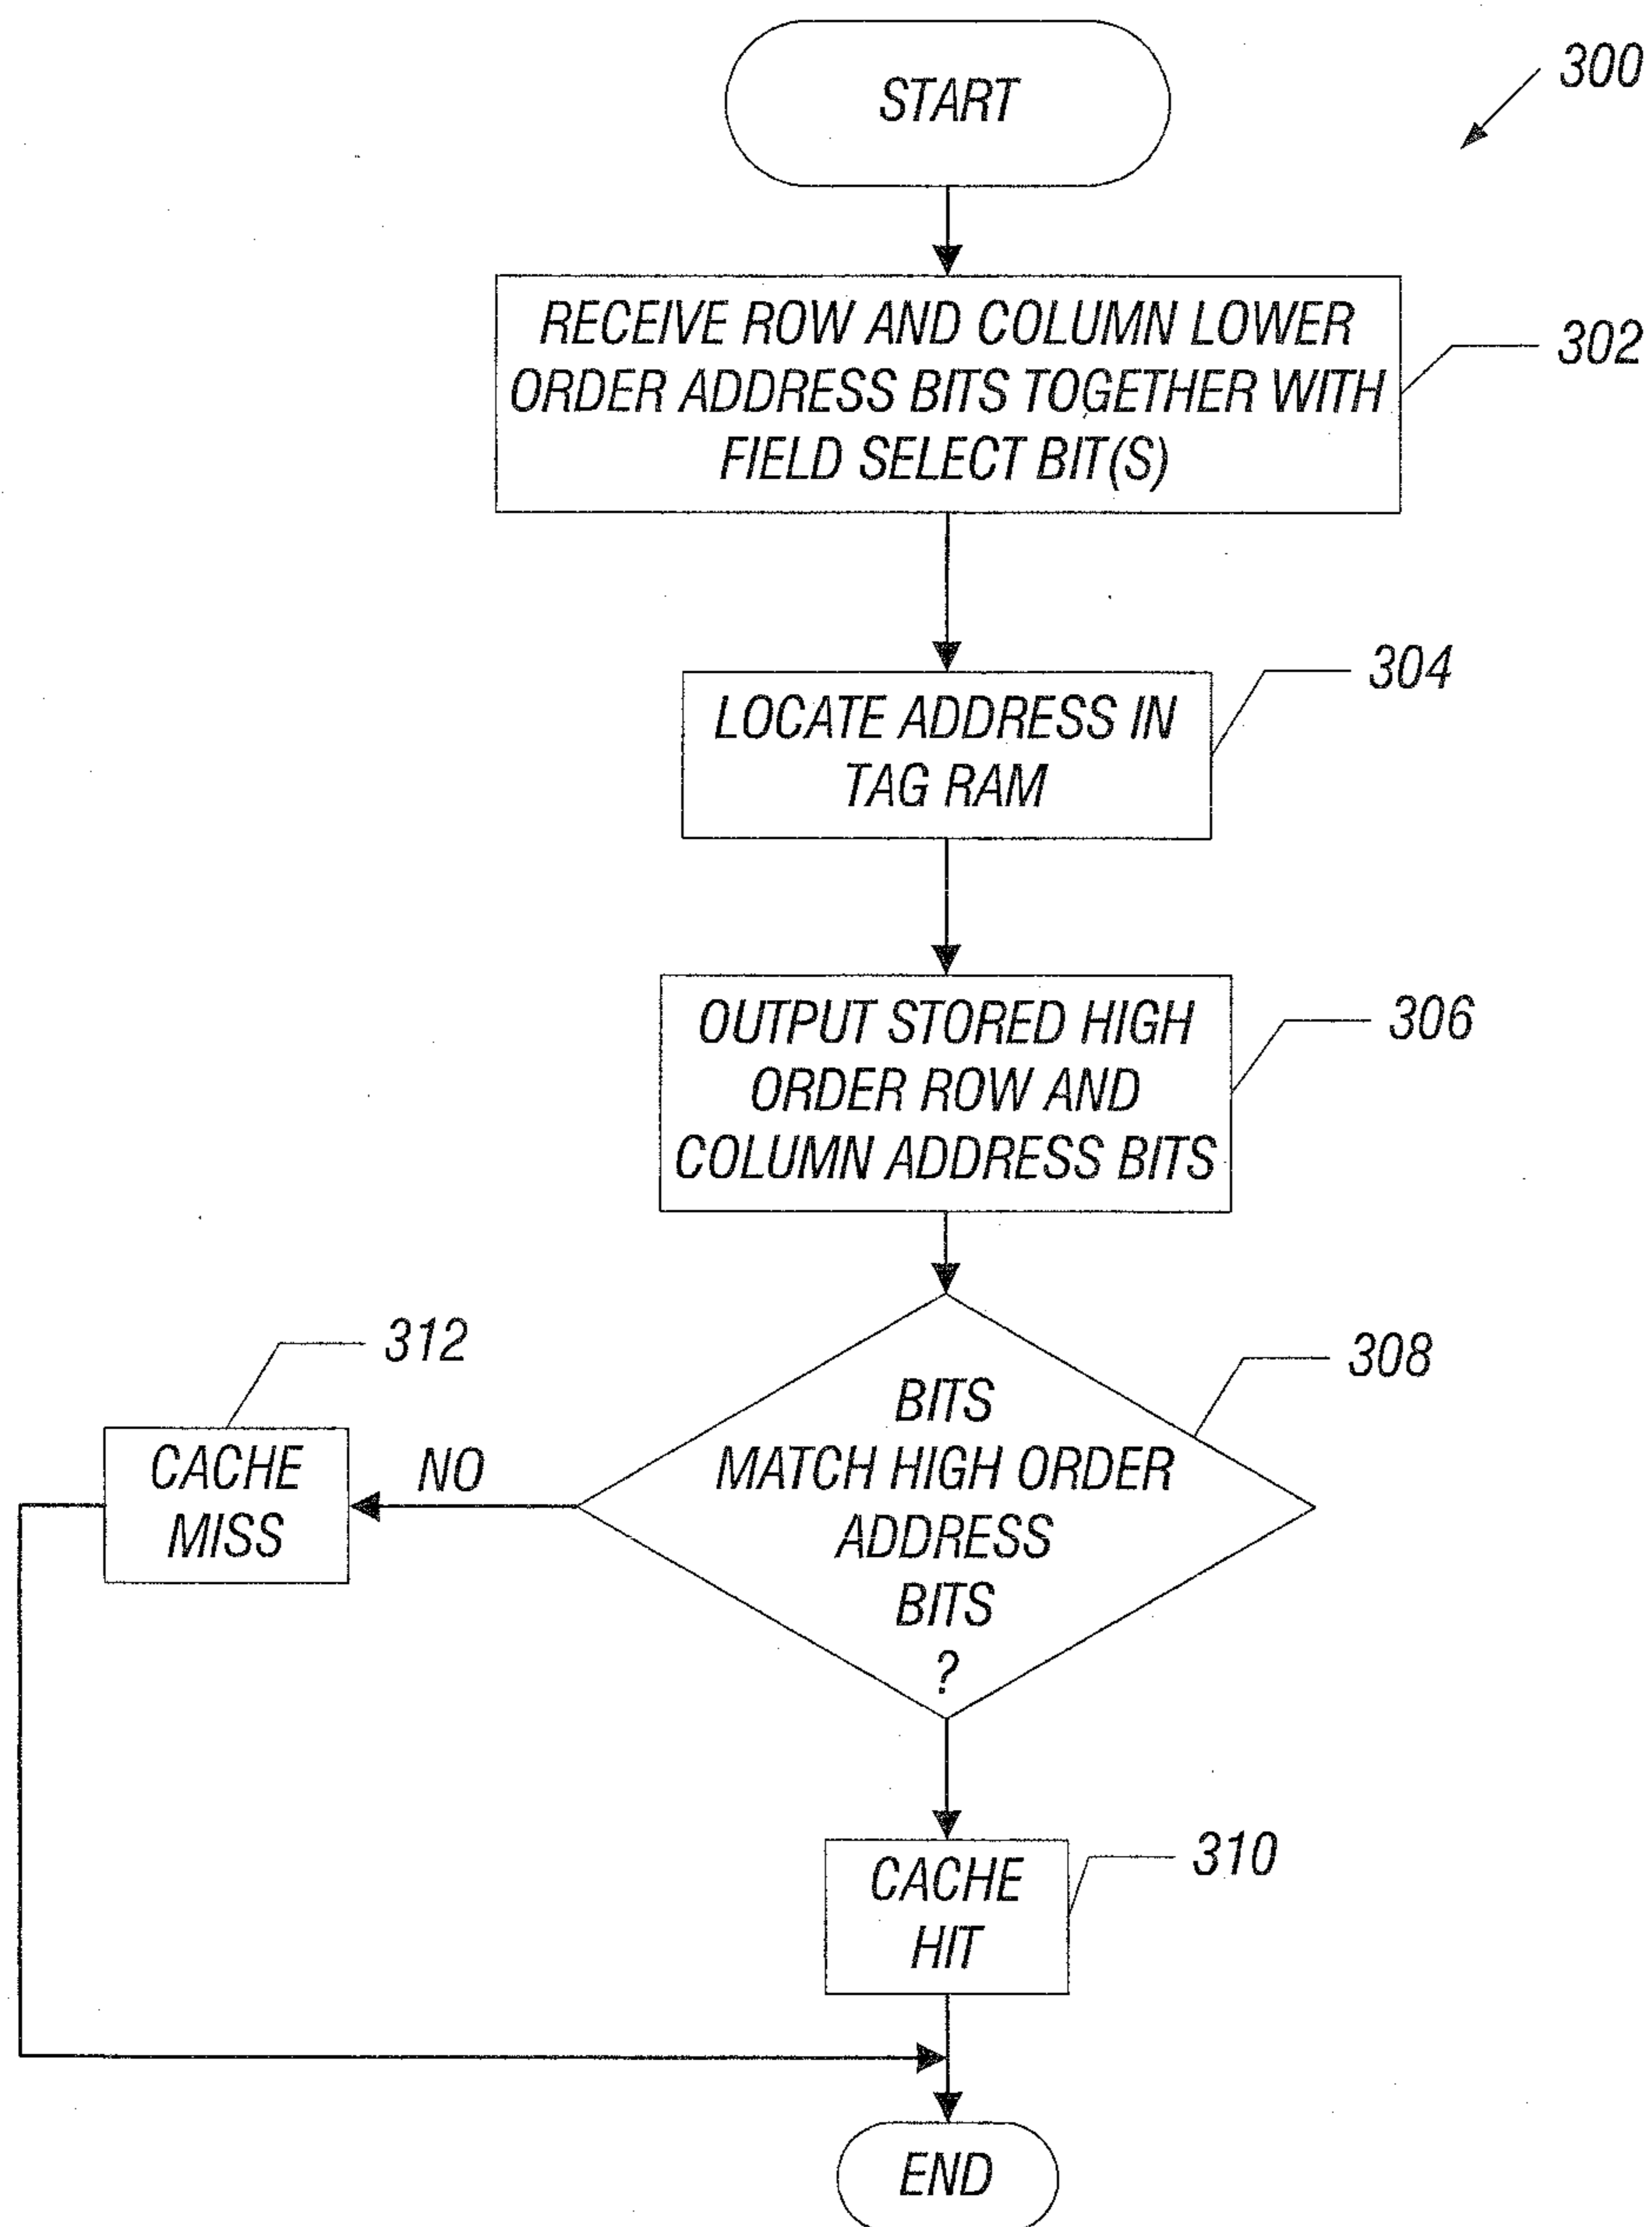 START
300
RECEIVE ROW AND COLUMN LOWER
ORDER ADDRESS BITS TOGETHER WITH
FIELD SELECT BIT(S)
302
LOCATE ADDRESS IN
TAG RAM
304
OUTPUT STORED HIGH
ORDER ROW AND
COLUMN ADDRESS BITS
306
BITS
MATCH HIGH ORDER
ADDRESS
BITS
?
308
NO
CACHE
MISS
312
CACHE
HIT
310
END